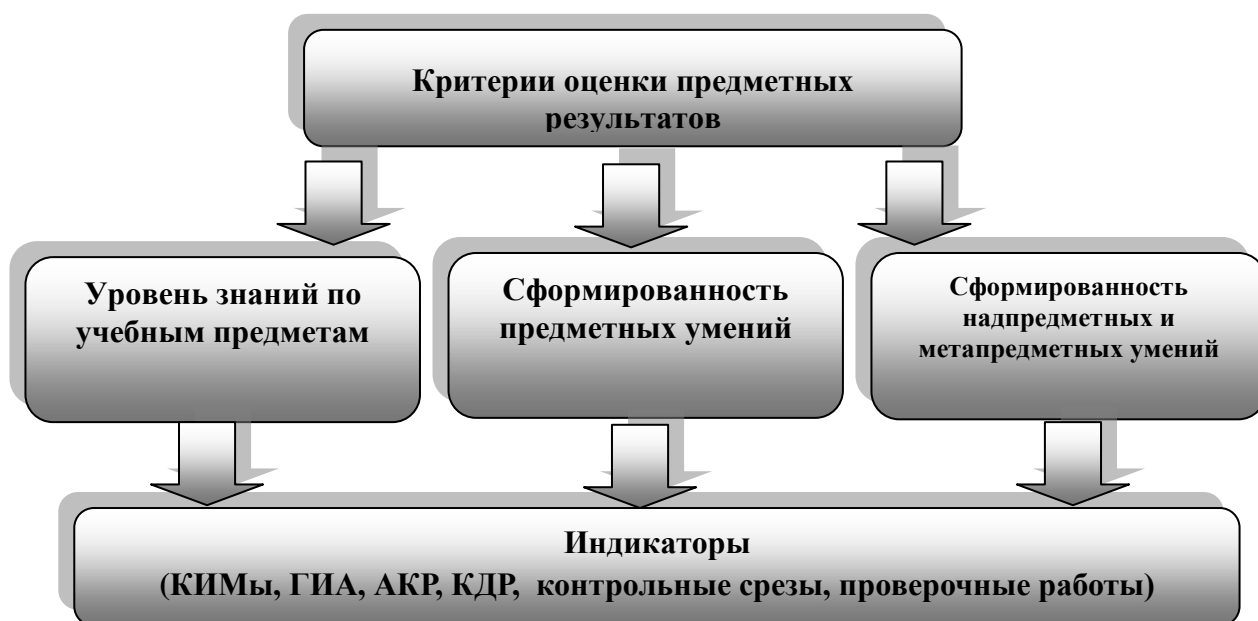 Критерии оценки предметных
результатов
Уровень знаний по
учебным предметам
Сформированность
предметных умений
Сформированность
надпредметных и
метапредметных умений
Индикаторы
(КИМы, ГИА, АКР, КДР, контрольные срезы, проверочные работы)